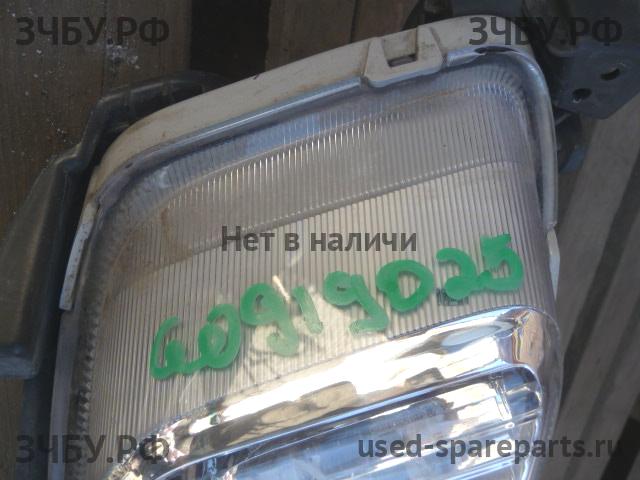 ЗЧБУ.РФ
ЗЧБУ.РФ
Нет в наличи
60919025
ЗЧБУ.РФ
used-spareparts.ru